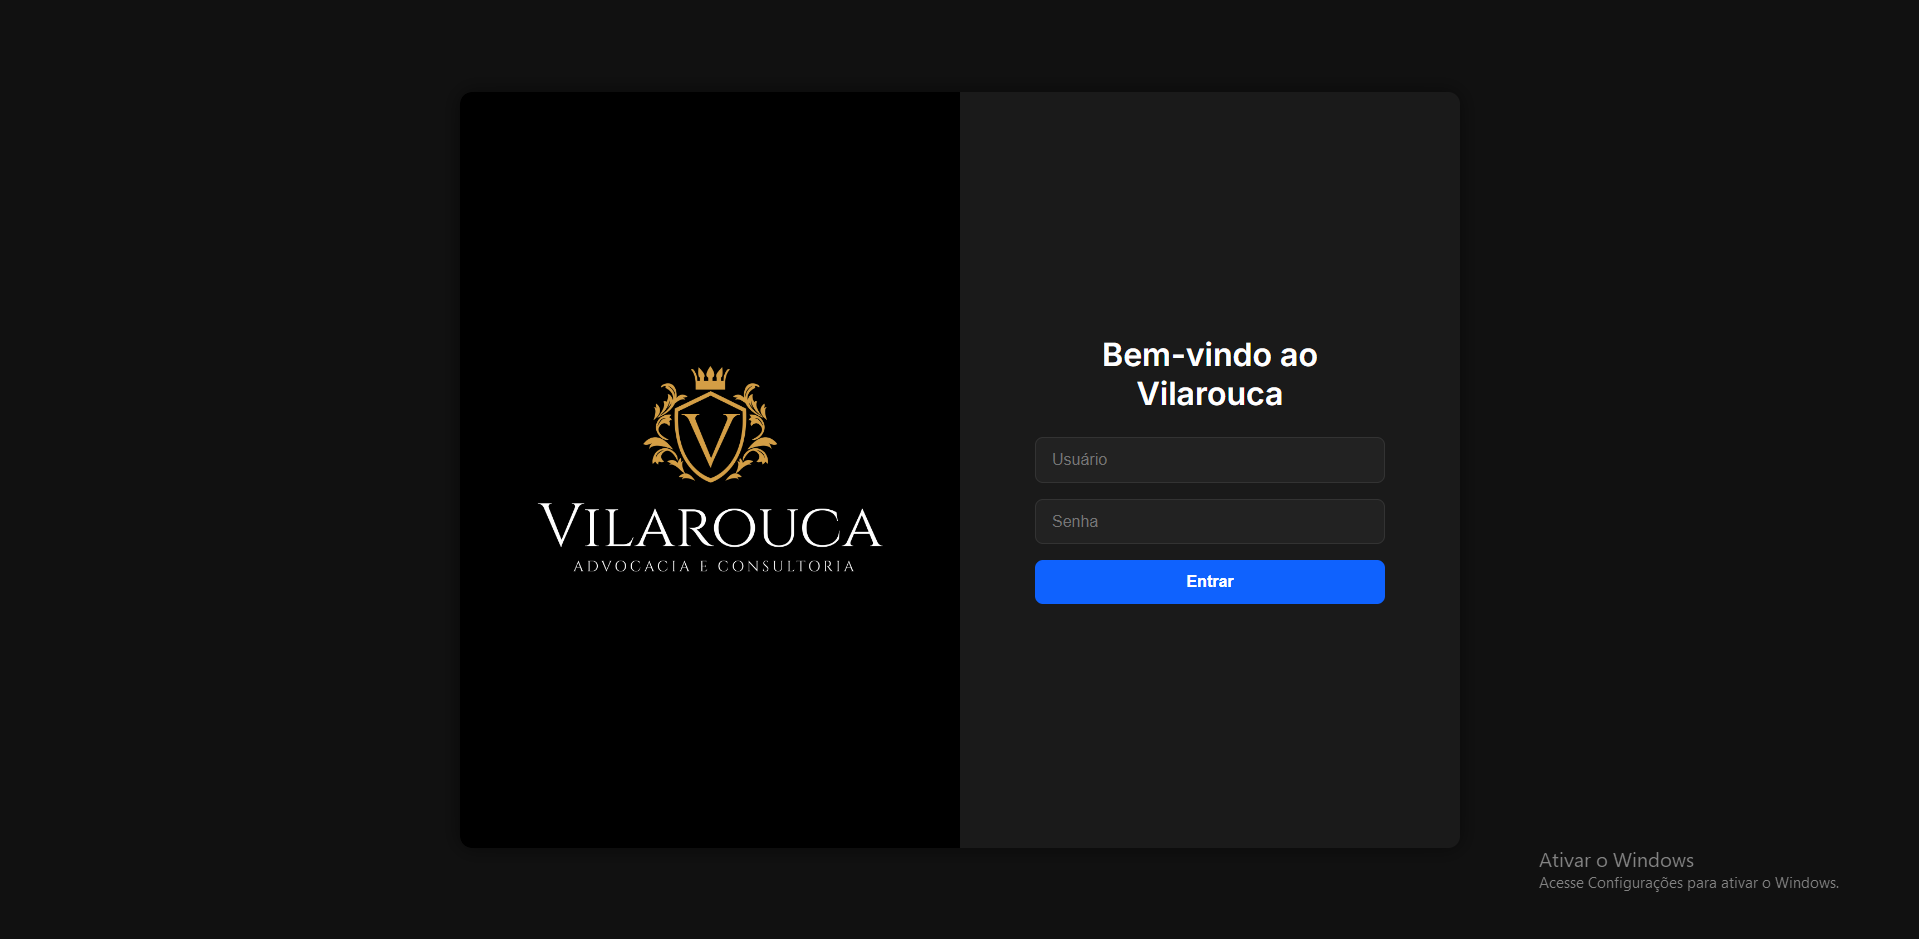 V
VILAROUCA
ADVOCACIA E CONSULTORIA
Bem-vindo ao
Vilarouca
Usuário
Senha
Entrar
Ativar o Windows
Acesse Configurações para ativar o Windows.